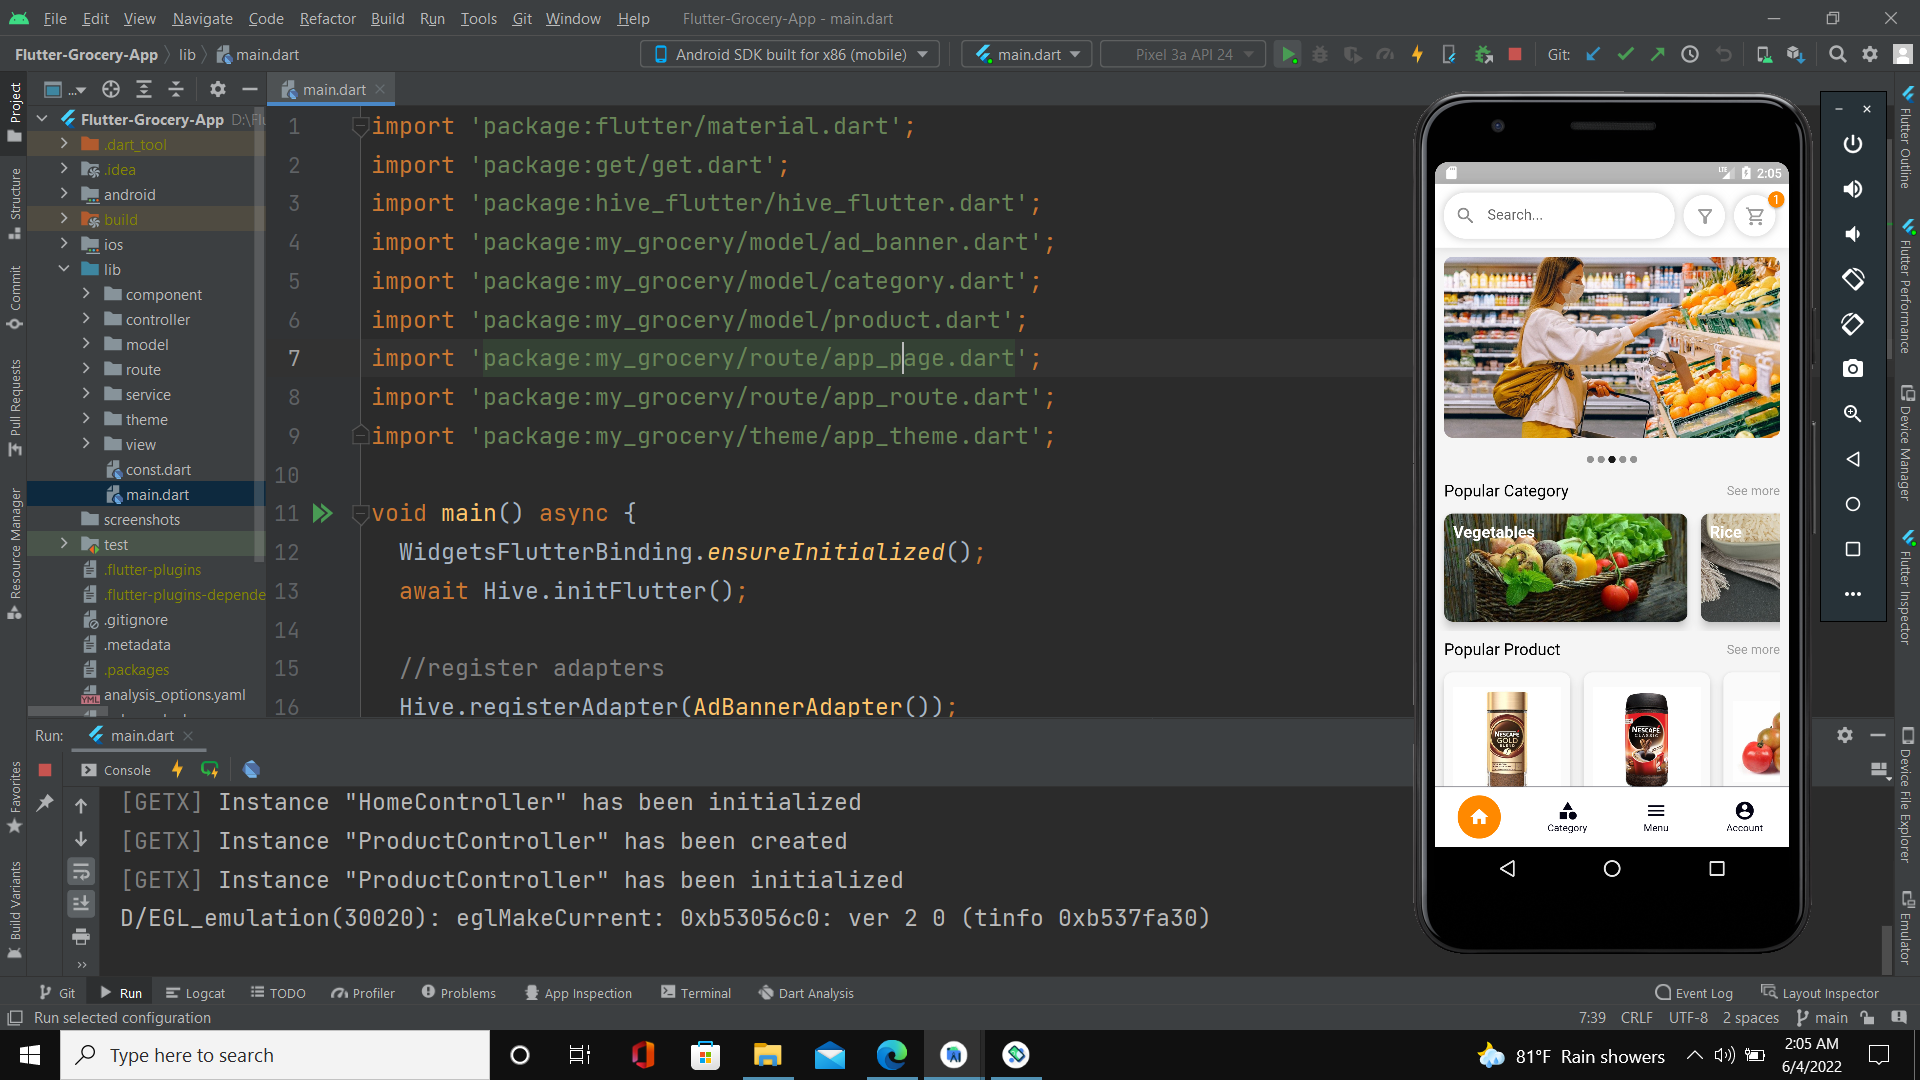 File Edit View Navigate Code Refactor Build Run Tools Git Window Help Flutter-Grocery-App - main.dart
Flutter-Grocery-App lib main.dart Android SDK built for x86 (mobile) main.dart Pixel 3a API 24 Git:
Project
Structure
Commit
Pull Requests
Resource Manager
Favorites
Build Variants
...
Flutter-Grocery-App D:\Fl
.dart_tool
.idea
android
build
ios
lib
component
controller
model
route
service
theme
view
const.dart
main.dart
screenshots
test
.flutter-plugins
.flutter-plugins-depende
.gitignore
.metadata
.packages
analysis_options.yaml
main.dart
1 import 'package:flutter/material.dart';
2 import 'package:get/get.dart';
3 import 'package:hive_flutter/hive_flutter.dart';
4 import 'package:my_grocery/model/ad_banner.dart';
5 import 'package:my_grocery/model/category.dart';
6 import 'package:my_grocery/model/product.dart';
7 import 'package:my_grocery/route/app_page.dart';
8 import 'package:my_grocery/route/app_route.dart';
9 import 'package:my_grocery/theme/app_theme.dart';
10
11 void main() async {
12 WidgetsFlutterBinding.ensureInitialized();
13 await Hive.initFlutter();
14
15 //register adapters
16 Hive.registerAdapter(AdBannerAdapter());
LTE 2:05
Search...
1
Popular Category See more
Vegetables Rice
Popular Product See more
NESCAFE GOLD BLEND
NESCAFE CLASSIC
Category Menu Account
Flutter Outline
Flutter Performance
Device Manager
Flutter Inspector
Device File Explorer
Emulator
Run: main.dart
Console
[GETX] Instance "HomeController" has been initialized
[GETX] Instance "ProductController" has been created
[GETX] Instance "ProductController" has been initialized
D/EGL_emulation(30020): eglMakeCurrent: 0xb53056c0: ver 2 0 (tinfo 0xb537fa30)
Git Run Logcat TODO Profiler Problems App Inspection Terminal Dart Analysis Event Log Layout Inspector
Run selected configuration 7:39 CRLF UTF-8 2 spaces main
Type here to search 81°F Rain showers 2:05 AM
6/4/2022